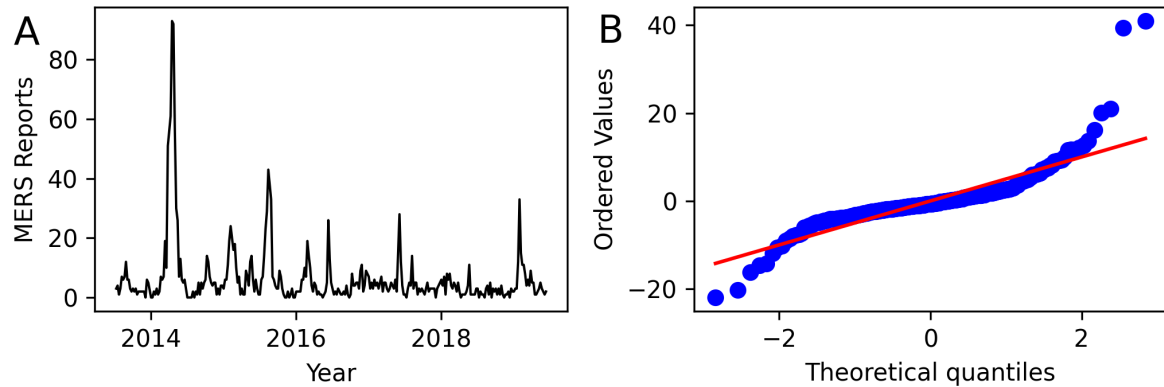 A
MERS Reports
80
60
40
20
0
2014
2016
2018
Year
B
Ordered Values
40
20
0
−20
−2
0
2
Theoretical quantiles